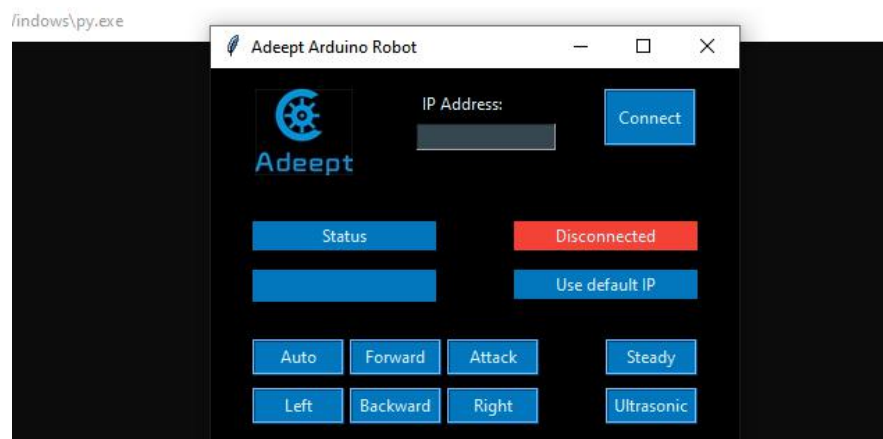 /indows\py.exe
Adeept Arduino Robot
IP Address:
Connect
Adeept
Status
Disconnected
Use default IP
Auto Forward Attack Steady
Left Backward Right Ultrasonic